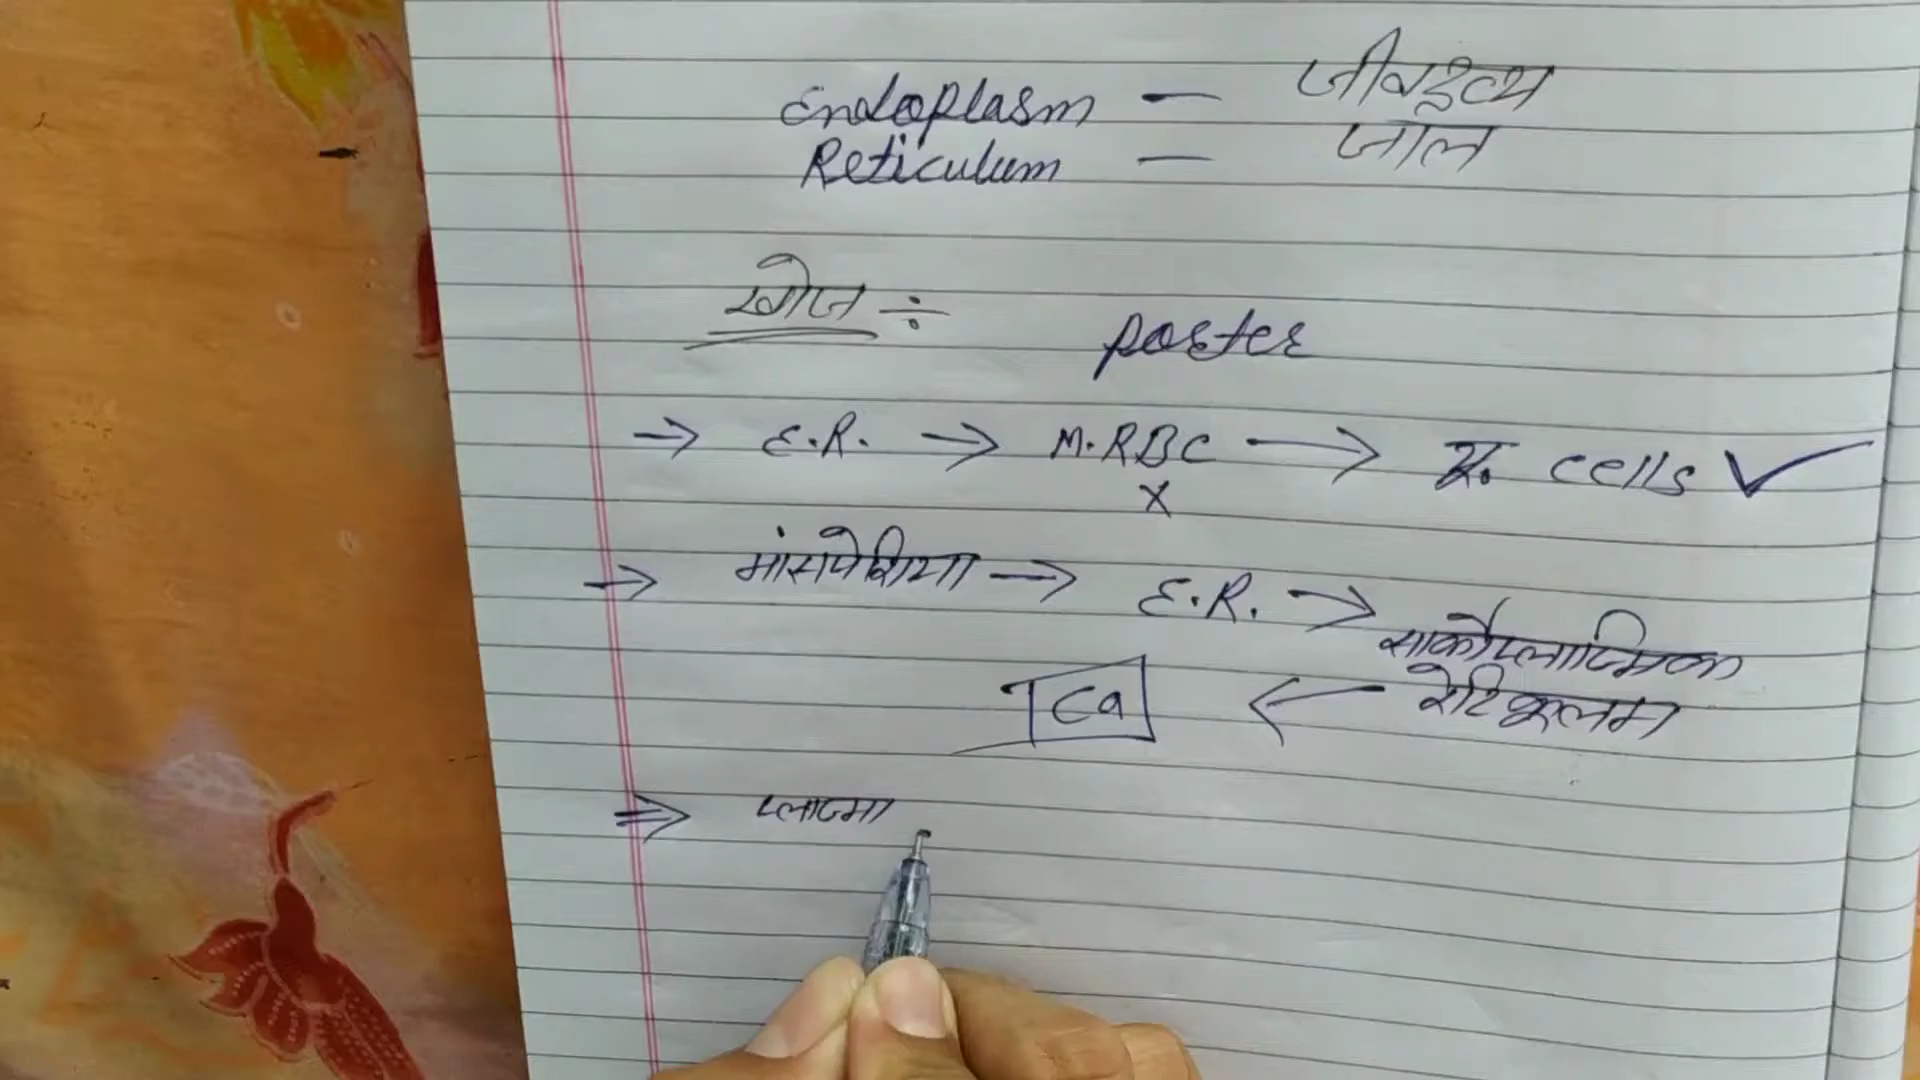 Endoplasm — जीवद्रव्य
Reticulum — जाल
खोज ÷ poster
→ E.R. → M.RBC → यू. cells ✓
x
→ मांसपेशिया → E.R. → सार्कोप्लाज्मिक
Ca ← रेटिकुलम
⇒ प्लाज्मा